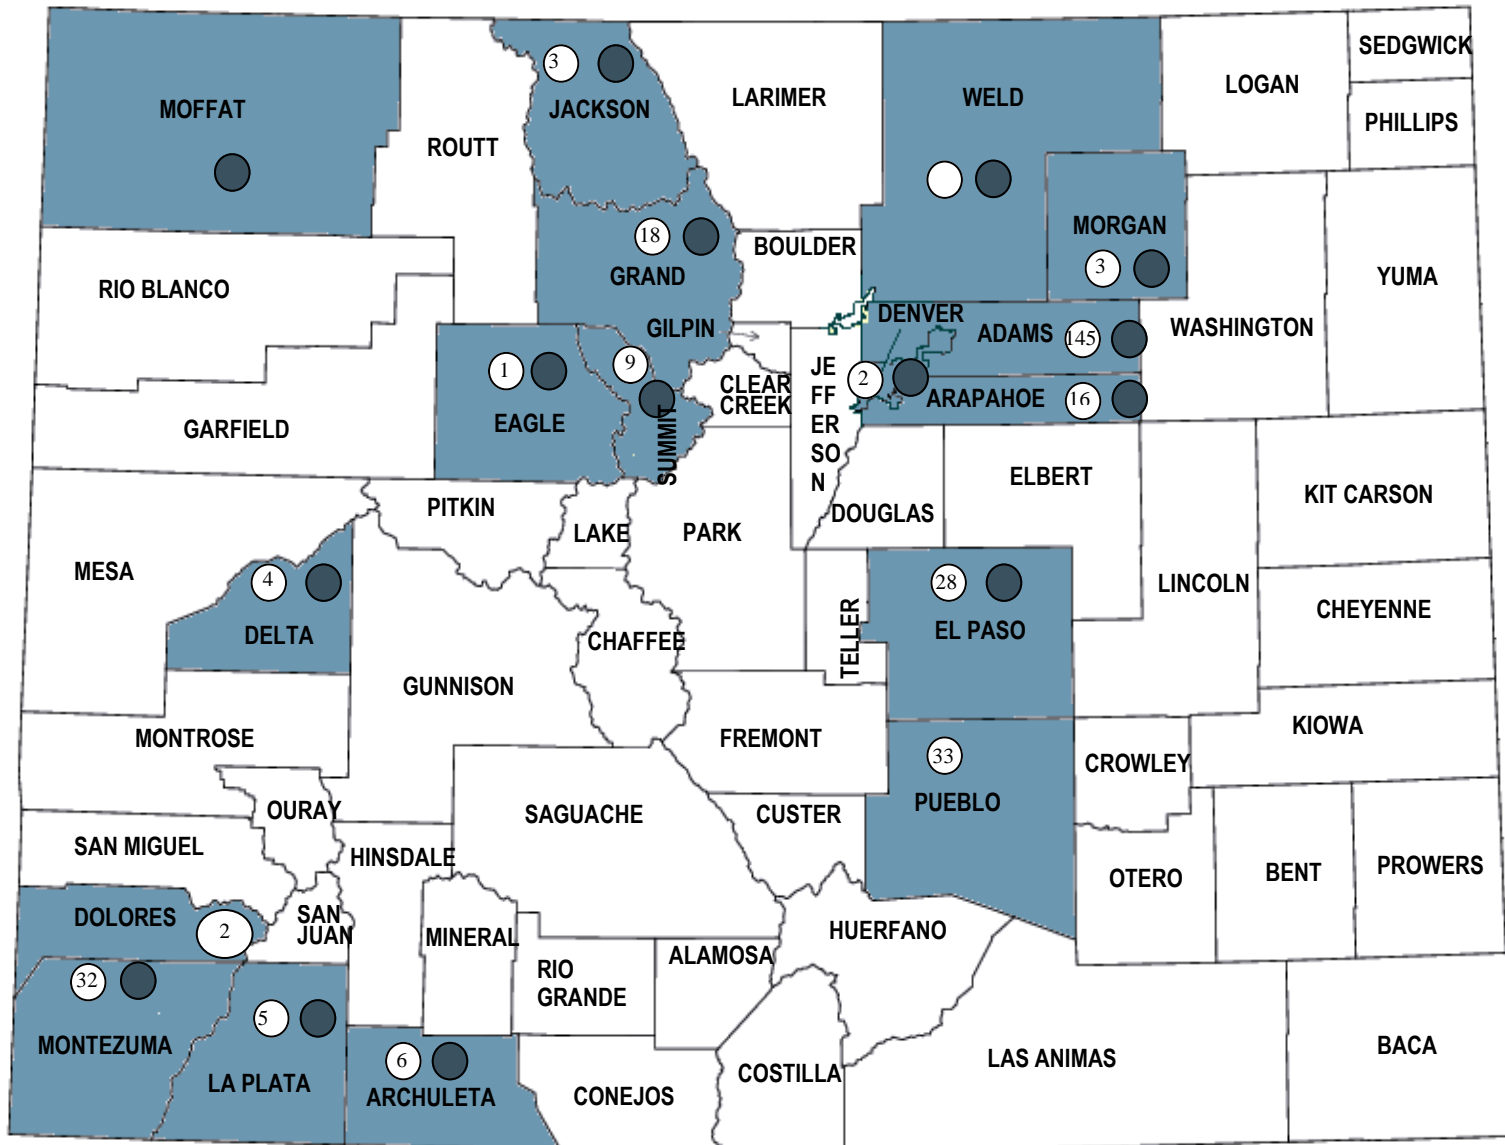 SEDGWICK
3
LOGAN
MOFFAT
JACKSON
LARIMER
WELD
PHILLIPS
ROUTT
MORGAN
18
BOULDER
3
GRAND
YUMA
RIO BLANCO
DENVER
GILPIN
ADAMS
145
WASHINGTON
1
9
JE
FF
ER
SO
N
2
CLEAR
CREEK
ARAPAHOE
16
EAGLE
GARFIELD
SUMMIT
ELBERT
KIT CARSON
PITKIN
DOUGLAS
LAKE
PARK
MESA
4
28
LINCOLN
CHEYENNE
DELTA
CHAFFEE
TELLER
EL PASO
GUNNISON
MONTROSE
FREMONT
KIOWA
33
CROWLEY
PUEBLO
OURAY
SAGUACHE
CUSTER
SAN MIGUEL
HINSDALE
PROWERS
BENT
OTERO
DOLORES
2
SAN
JUAN
MINERAL
HUERFANO
ALAMOSA
RIO
GRANDE
32
5
MONTEZUMA
6
LAS ANIMAS
BACA
LA PLATA
COSTILLA
ARCHULETA
CONEJOS